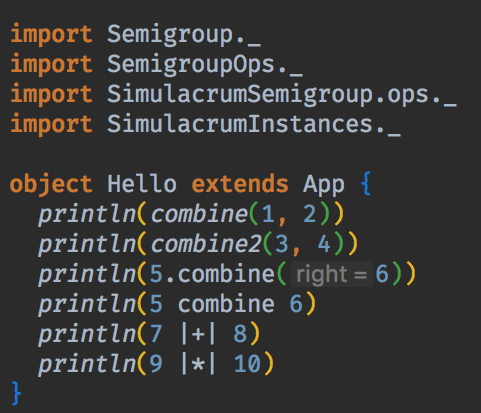 import Semigroup._
import SemigroupOps._
import SimulacrumSemigroup.ops._
import SimulacrumInstances._
object Hello extends App {
println(combine(1, 2))
println(combine2(3, 4))
println(5.combine( right = 6))
println(5 combine 6)
println(7 |+| 8)
println(9 |*| 10)
}